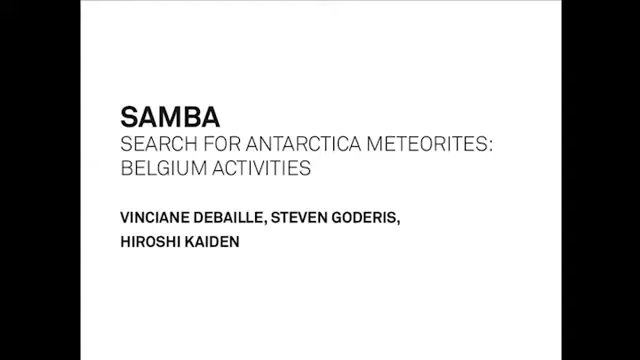 SAMBA
SEARCH FOR ANTARCTICA METEORITES:
BELGIUM ACTIVITIES
VINCIANE DEBAILLE, STEVEN GODERIS,
HIROSHI KAIDEN